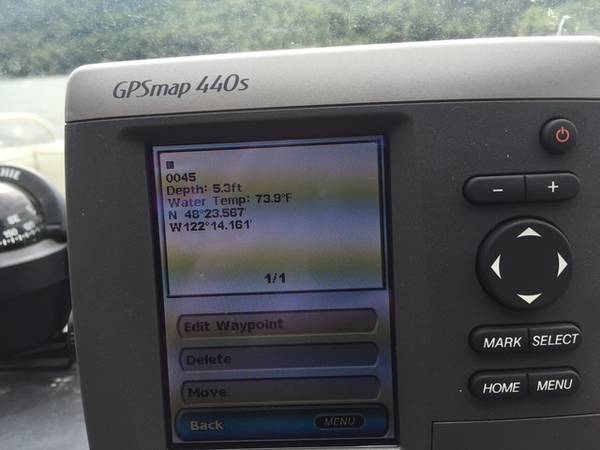 GPSmap 440s
0045
Depth: 5.3ft
Water Temp: 73.9°F
N 48°23.567'
W122°14.161'
1/1
Edit Waypoint
Delete
Move
Back MENU
- +
MARK SELECT
HOME MENU